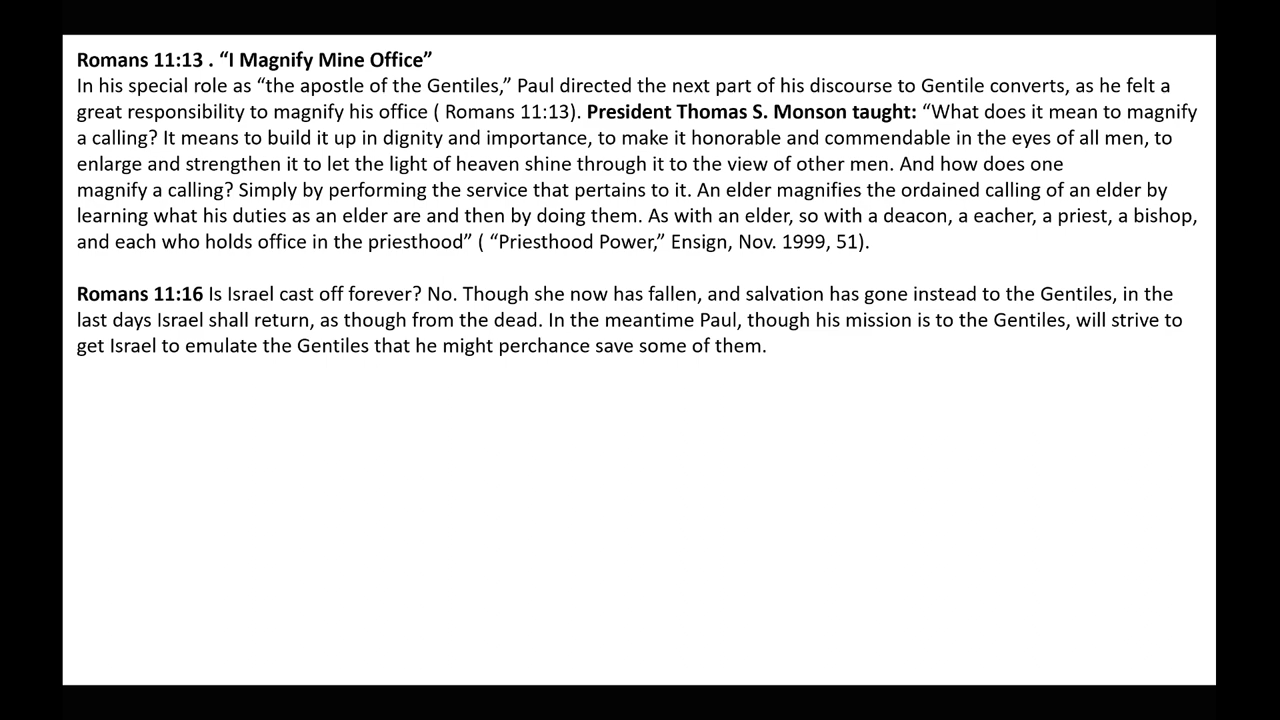 Romans 11:13 . “I Magnify Mine Office”
In his special role as “the apostle of the Gentiles,” Paul directed the next part of his discourse to Gentile converts, as he felt a
great responsibility to magnify his office ( Romans 11:13). President Thomas S. Monson taught: “What does it mean to magnify
a calling? It means to build it up in dignity and importance, to make it honorable and commendable in the eyes of all men, to
enlarge and strengthen it to let the light of heaven shine through it to the view of other men. And how does one
magnify a calling? Simply by performing the service that pertains to it. An elder magnifies the ordained calling of an elder by
learning what his duties as an elder are and then by doing them. As with an elder, so with a deacon, a eacher, a priest, a bishop,
and each who holds office in the priesthood” ( “Priesthood Power,” Ensign, Nov. 1999, 51).
Romans 11:16 Is Israel cast off forever? No. Though she now has fallen, and salvation has gone instead to the Gentiles, in the
last days Israel shall return, as though from the dead. In the meantime Paul, though his mission is to the Gentiles, will strive to
get Israel to emulate the Gentiles that he might perchance save some of them.